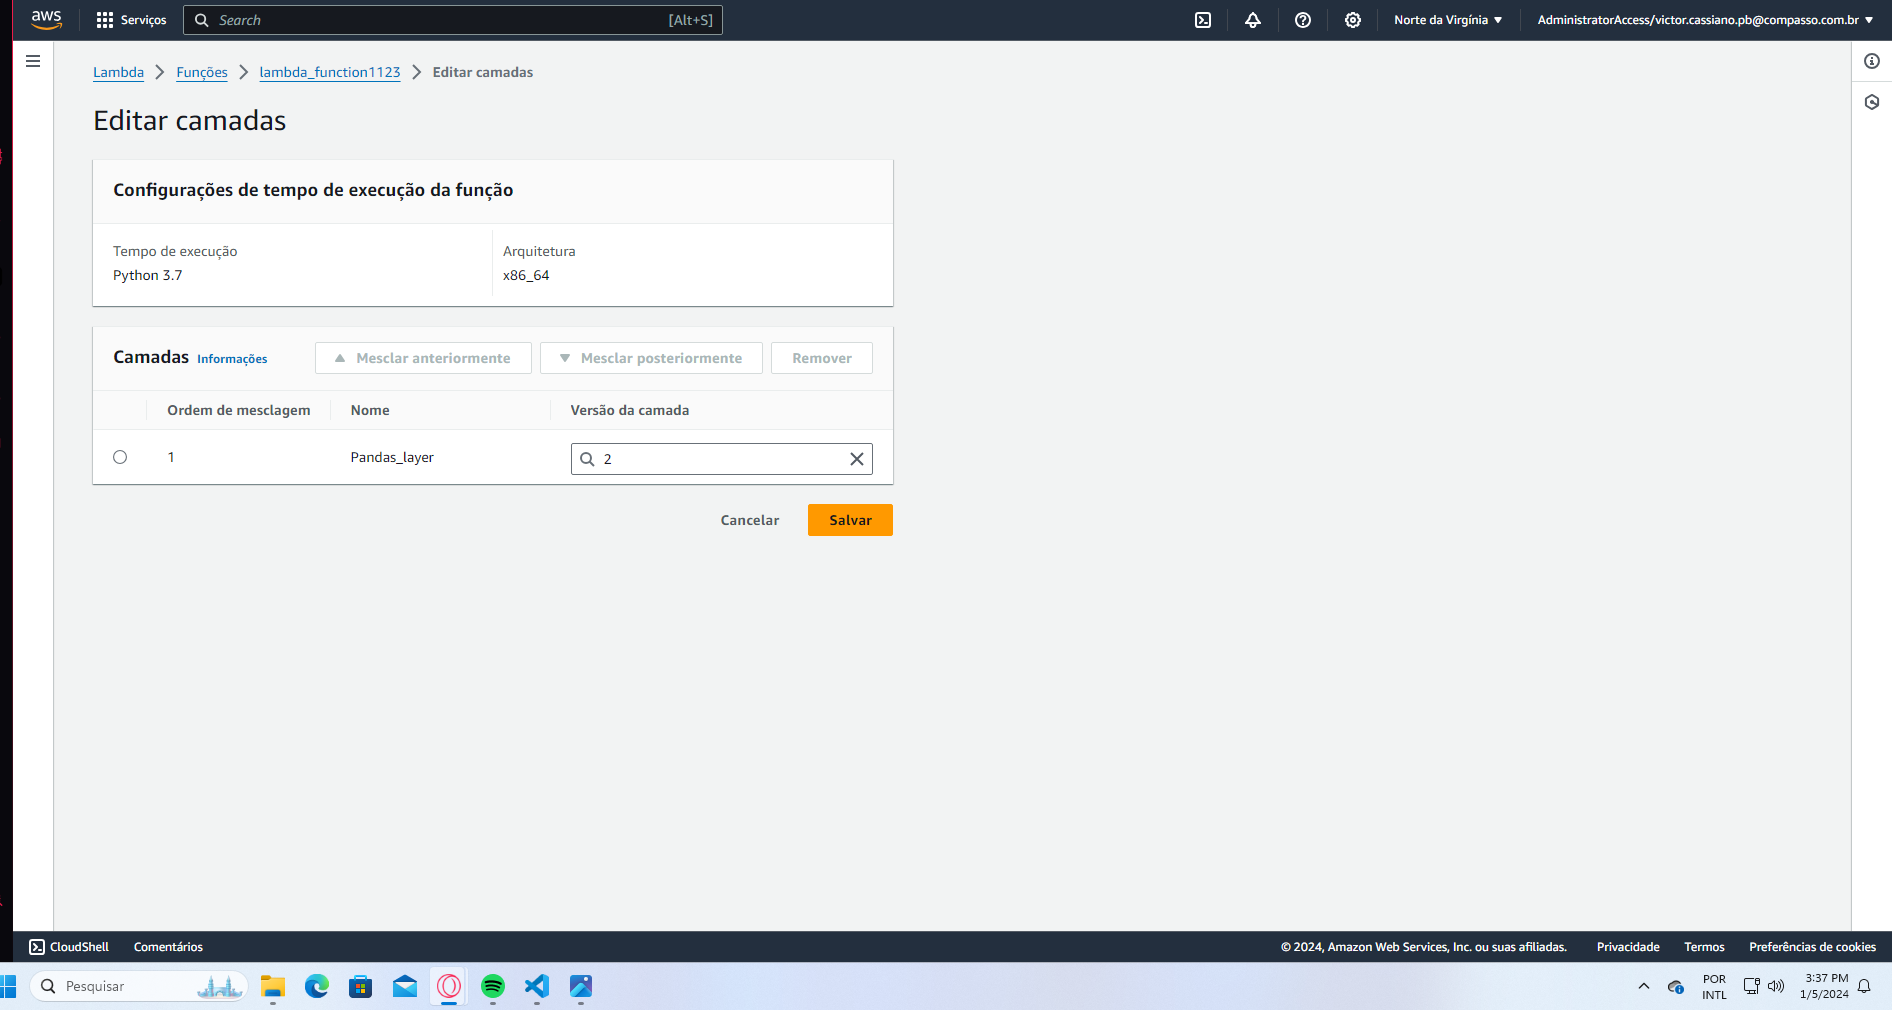 aws Serviços Search [Alt+S] Norte da Virgínia AdministratorAccess/victor.cassiano.pb@compasso.com.br
Lambda Funções lambda_function1123 Editar camadas
Editar camadas
Configurações de tempo de execução da função
Tempo de execução Arquitetura
Python 3.7 x86_64
Camadas Informações Mesclar anteriormente Mesclar posteriormente Remover
Ordem de mesclagem Nome Versão da camada
1 Pandas_layer 2
Cancelar Salvar
CloudShell Comentários © 2024, Amazon Web Services, Inc. ou suas afiliadas. Privacidade Termos Preferências de cookies
Pesquisar
POR
INTL
3:37 PM
1/5/2024